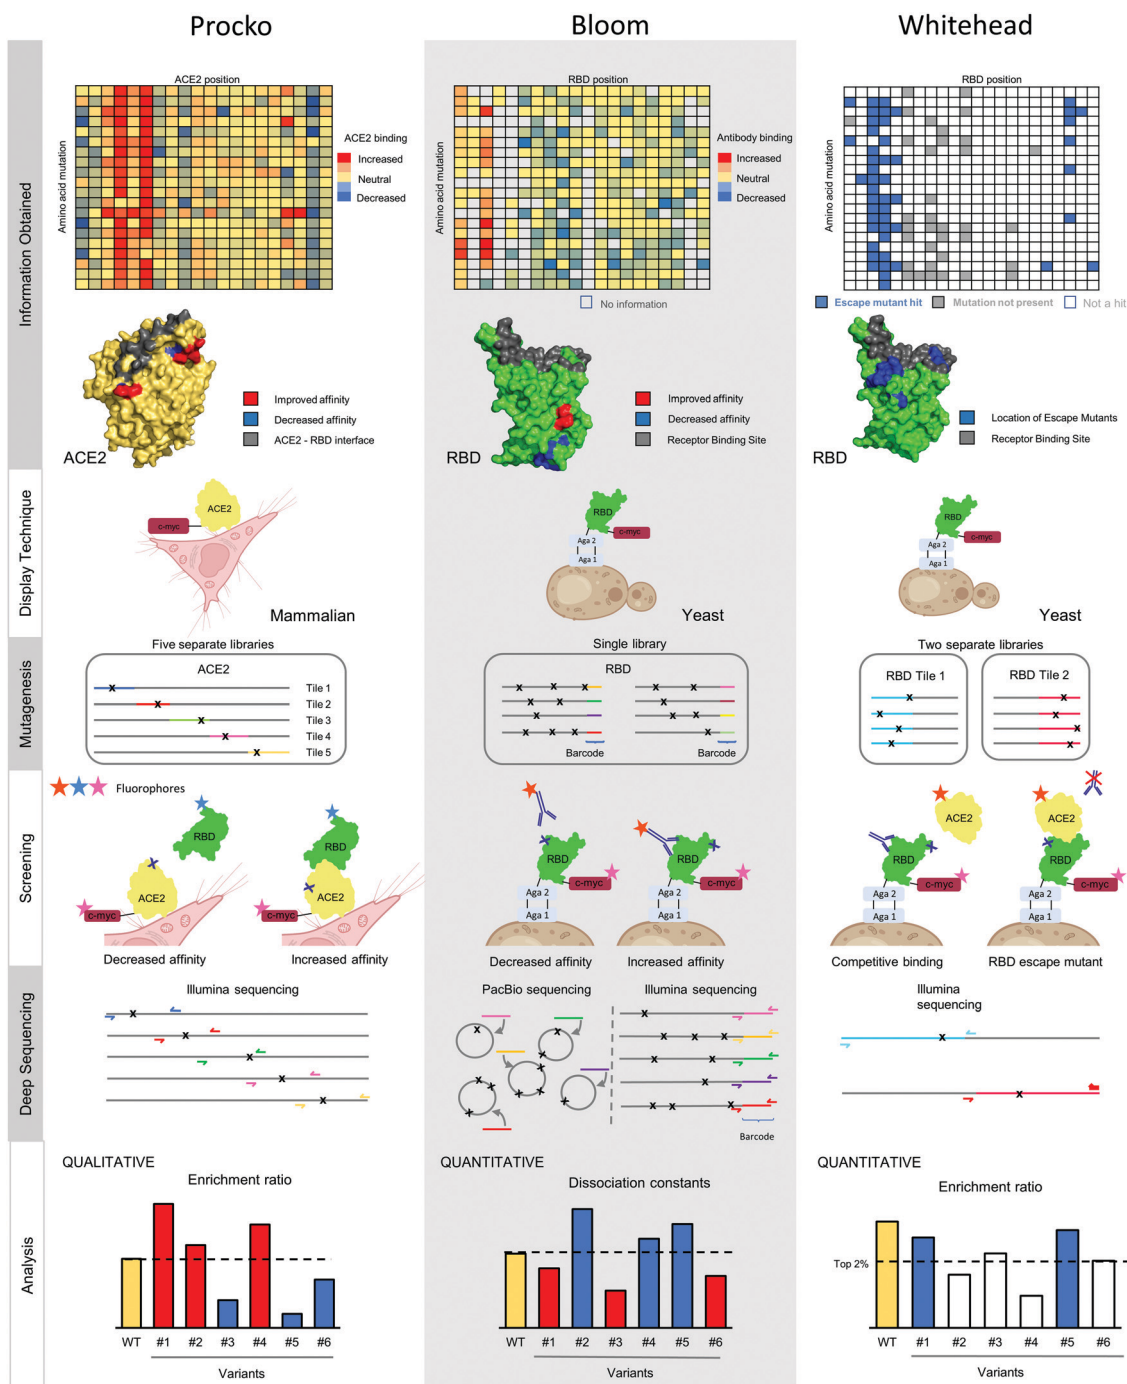 Procko
Bloom
Whitehead
Information Obtained
ACE2 position
Amino acid mutation
ACE2 binding
Increased
Neutral
Decreased
Improved affinity
Decreased affinity
ACE2 - RBD interface
ACE2
RBD position
Amino acid mutation
Antibody binding
Increased
Neutral
Decreased
No information
Improved affinity
Decreased affinity
Receptor Binding Site
RBD
RBD position
Amino acid mutation
Escape mutant hit
Mutation not present
Not a hit
Location of Escape Mutants
Receptor Binding Site
RBD
Display Technique
ACE2
c-myc
Mammalian
RBD
c-myc
Aga 2
Aga 1
Yeast
RBD
c-myc
Aga 2
Aga 1
Yeast
Mutagenesis
Five separate libraries
ACE2
Tile 1
Tile 2
Tile 3
Tile 4
Tile 5
Single library
RBD
Barcode
Barcode
Two separate libraries
RBD Tile 1
RBD Tile 2
Screening
Fluorophores
RBD
ACE2
c-myc
Decreased affinity
RBD
ACE2
c-myc
Increased affinity
RBD
c-myc
Aga 2
Aga 1
Decreased affinity
RBD
c-myc
Aga 2
Aga 1
Increased affinity
ACE2
RBD
c-myc
Aga 2
Aga 1
Competitive binding
ACE2
RBD
c-myc
Aga 2
Aga 1
RBD escape mutant
Deep Sequencing
Illumina sequencing
PacBio sequencing
Illumina sequencing
Barcode
Illumina
sequencing
Analysis
QUALITATIVE
Enrichment ratio
WT #1 #2 #3 #4 #5 #6
Variants
QUANTITATIVE
Dissociation constants
WT #1 #2 #3 #4 #5 #6
Variants
QUANTITATIVE
Enrichment ratio
Top 2%
WT #1 #2 #3 #4 #5 #6
Variants